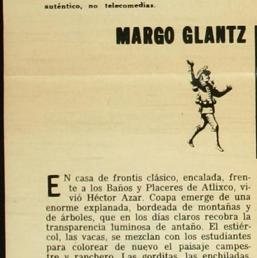 auténtico, no telecomedias.
MARGO GLANTZ
EN casa de frontis clásico, encalada, fren-
te a los Baños y Placeres de Atlixco, vi-
vió Héctor Azar. Coapa emerge de una
enorme explanada, bordeada de montañas y
de árboles, que en los días claros recobra la
transparencia luminosa de antaño. El estiér-
col, las vacas, se mezclan con los estudiantes
para colorear de nuevo el paisaje campes-
tre y ranchero. Las gorditas, las enchiladas,